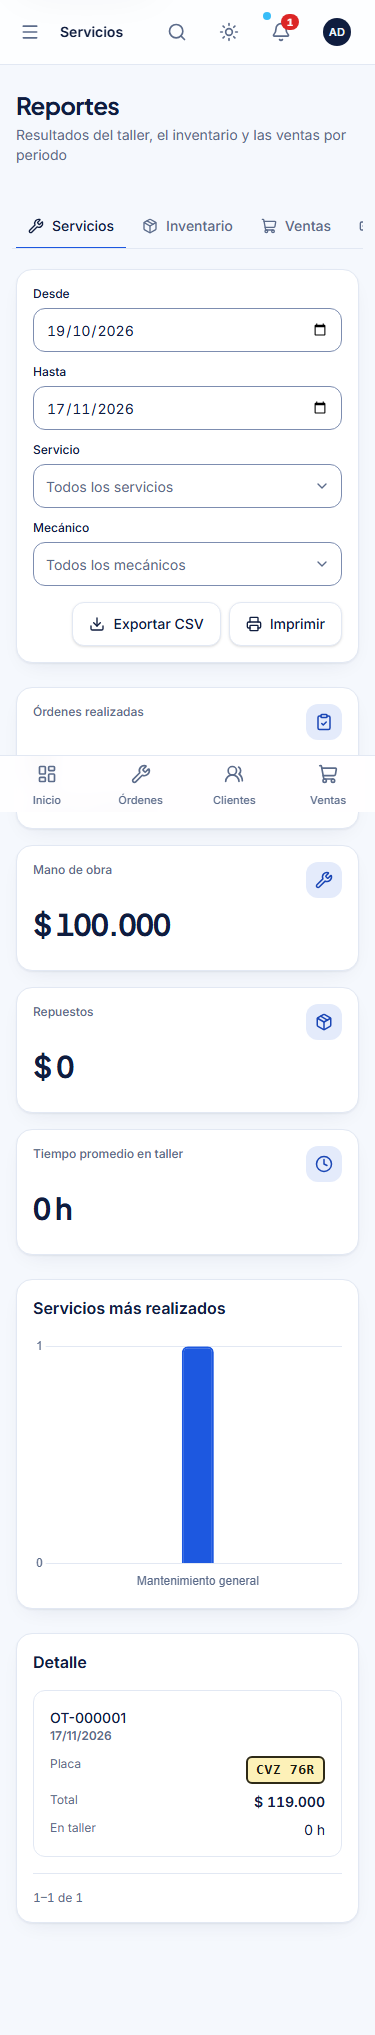 Servicios
1
AD
Reportes
Resultados del taller, el inventario y las ventas por
periodo
Servicios
Inventario
Ventas
Desde
19/10/2026
Hasta
17/11/2026
Servicio
Todos los servicios
Mecánico
Todos los mecánicos
Exportar CSV
Imprimir
Órdenes realizadas
Inicio
Órdenes
Clientes
Ventas
Mano de obra
$ 100.000
Repuestos
$ 0
Tiempo promedio en taller
0 h
Servicios más realizados
1
0
Mantenimiento general
Detalle
OT-000001
17/11/2026
Placa
CVZ 76R
Total
$ 119.000
En taller
0 h
1–1 de 1